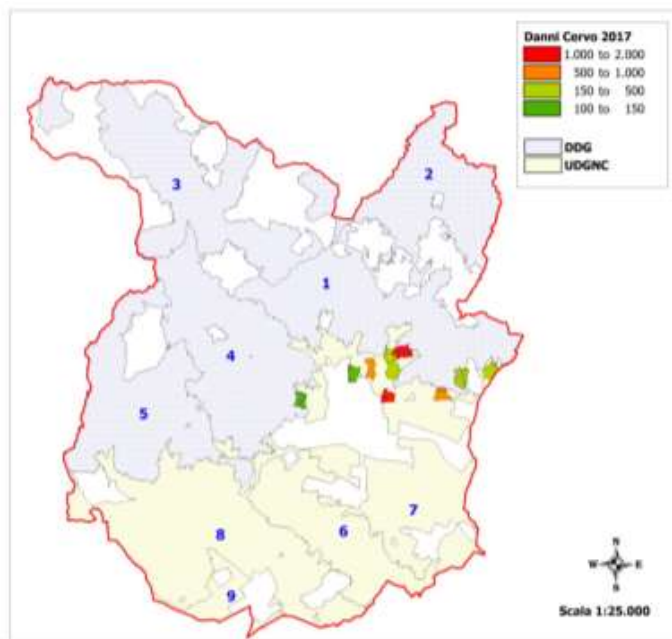 Danni Cervo 2017
1.000 to 2.000
500 to 1.000
150 to 500
100 to 150
DDG
UDGNC
2
3
1
4
5
7
8
6
9
N
W E
S
Scala 1:25.000